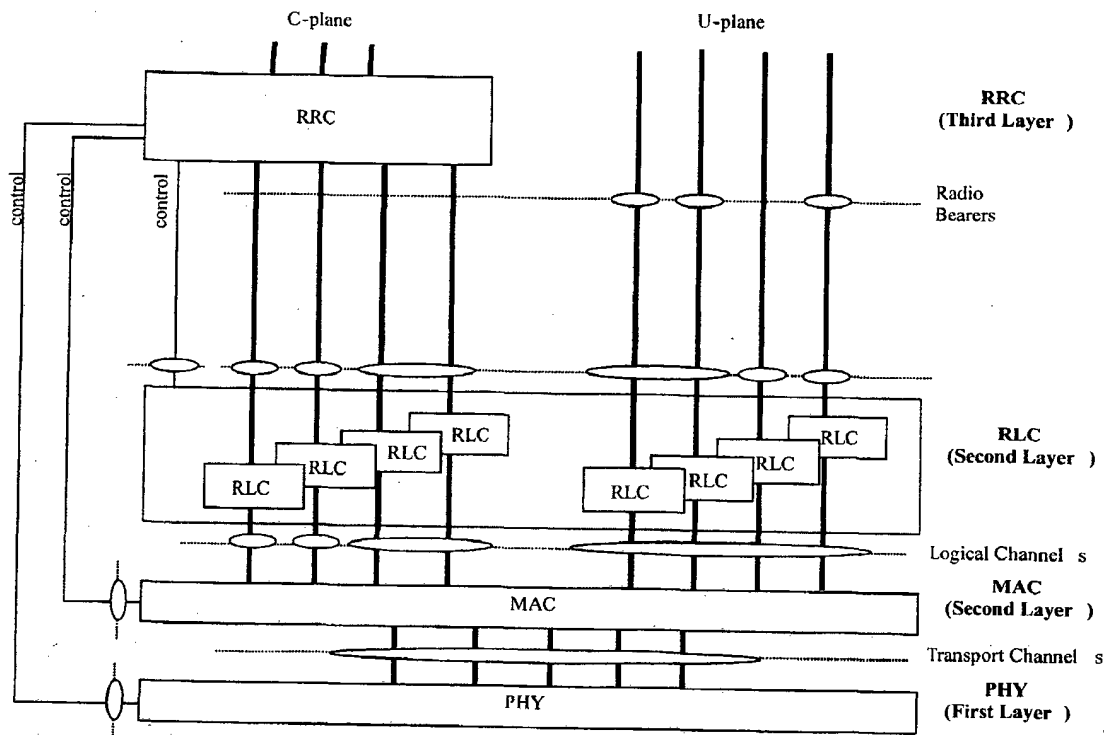 C-plane
U-plane
RRC
RRC
(Third Layer )
control
control
control
Radio
Bearers
RLC
RLC
RLC
RLC
RLC
RLC
RLC
RLC
RLC
(Second Layer )
Logical Channel s
MAC
MAC
(Second Layer )
Transport Channel s
PHY
PHY
(First Layer )